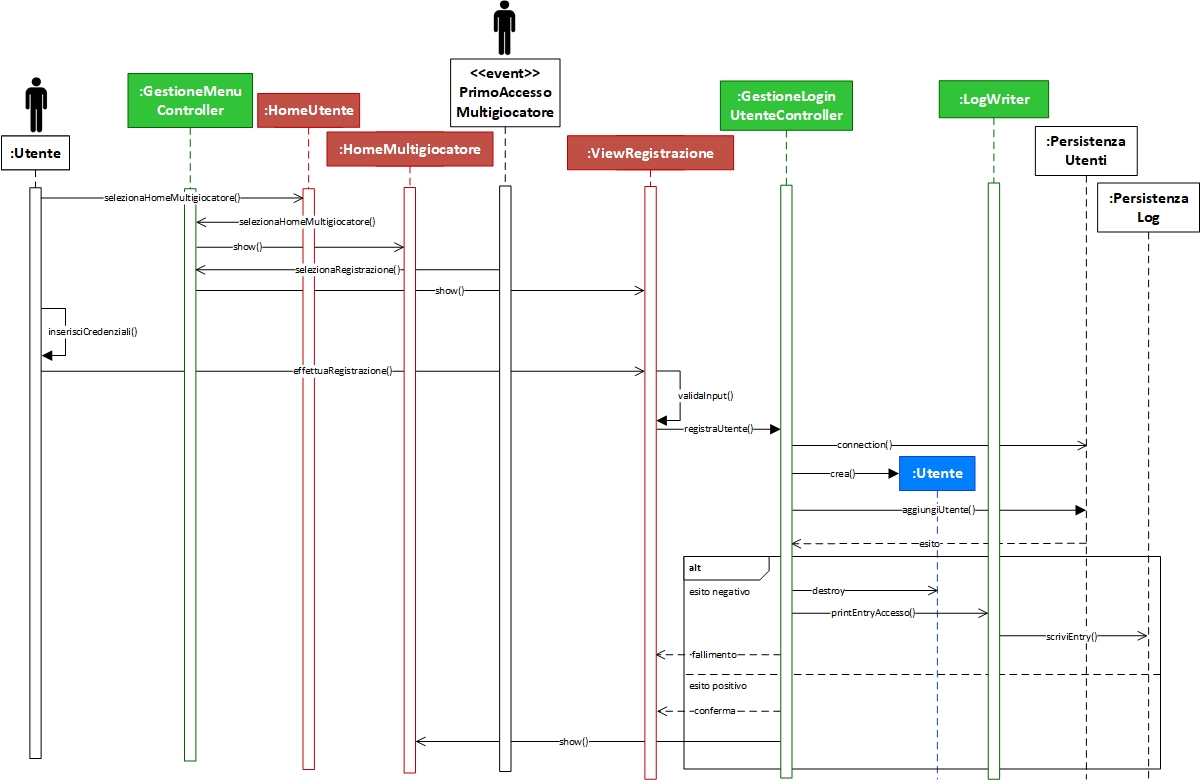 :Utente
:GestioneMenu
Controller
:HomeUtente
:HomeMultigiocatore
<<event>>
PrimoAccesso
Multigiocatore
:ViewRegistrazione
:GestioneLogin
UtenteController
:LogWriter
:Persistenza
Utenti
:Persistenza
Log
selezionaHomeMultigiocatore()
selezionaHomeMultigiocatore()
show()
selezionaRegistrazione()
show()
inserisciCredenziali()
effettuaRegistrazione()
validaInput()
registraUtente()
connection()
crea()
:Utente
aggiungiUtente()
esito
alt
esito negativo
destroy
printEntryAccesso()
scriviEntry()
fallimento
esito positivo
conferma
show()